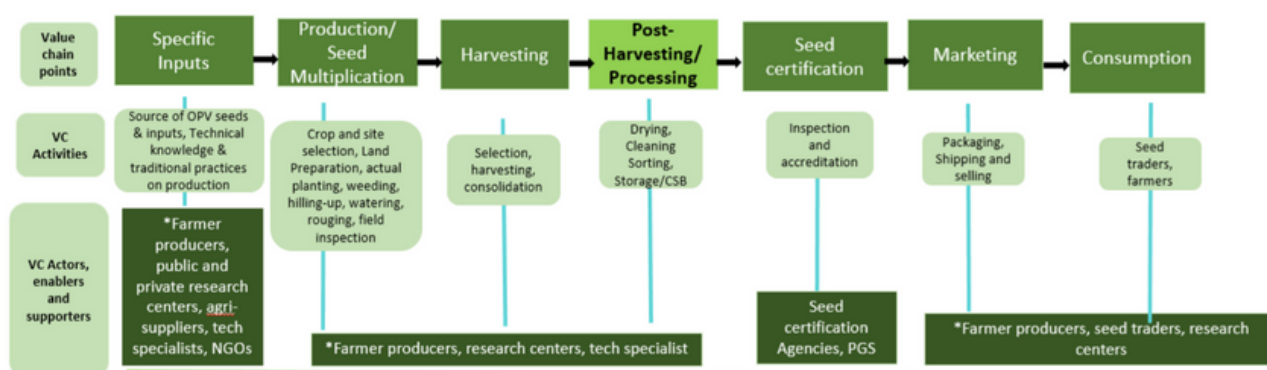 Value
chain
points
Specific
Inputs
Production/
Seed
Multiplication
Harvesting
Post-
Harvesting/
Processing
Seed
certification
Marketing
Consumption
VC
Activities
Source of OPV seeds
& inputs, Technical
knowledge &
traditional practices
on production
Crop and site
selection, Land
Preparation, actual
planting, weeding,
hilling-up, watering,
rouging, field
inspection
Selection,
harvesting,
consolidation
Drying,
Cleaning
Sorting,
Storage/CSB
Inspection
and
accreditation
Packaging,
Shipping and
selling
Seed
traders,
farmers
VC Actors,
enablers
and
supporters
*Farmer
producers,
public and
private research
centers, agri-
suppliers, tech
specialists, NGOs
*Farmer producers, research centers, tech specialist
Seed
certification
Agencies, PGS
*Farmer producers, seed traders, research
centers